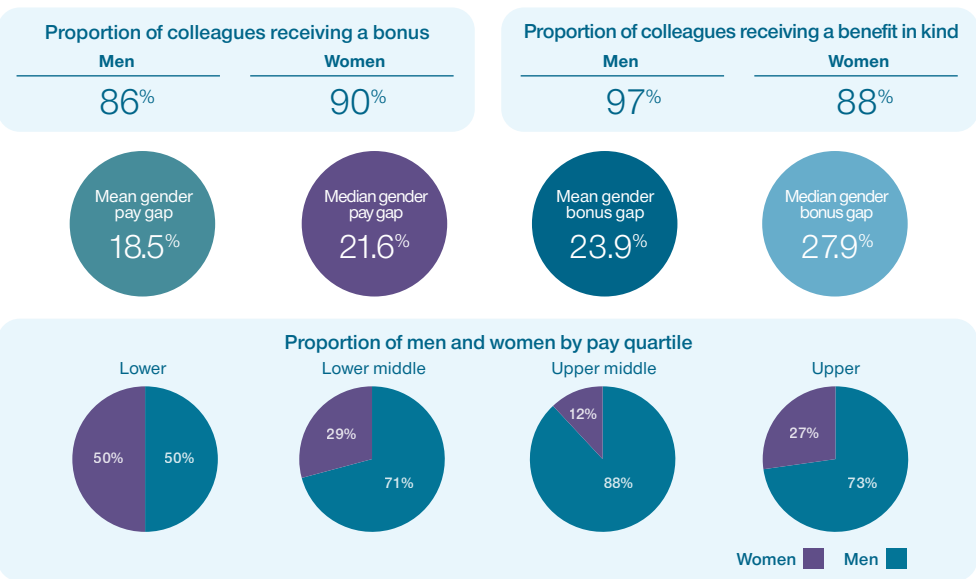 Proportion of colleagues receiving a bonus
Men
Women
86%
90%
Proportion of colleagues receiving a benefit in kind
Men
Women
97%
88%
Mean gender
pay gap
18.5%
Median gender
pay gap
21.6%
Mean gender
bonus gap
23.9%
Median gender
bonus gap
27.9%
Proportion of men and women by pay quartile
Lower
50%
50%
Lower middle
29%
71%
Upper middle
12%
88%
Upper
27%
73%
Women
Men